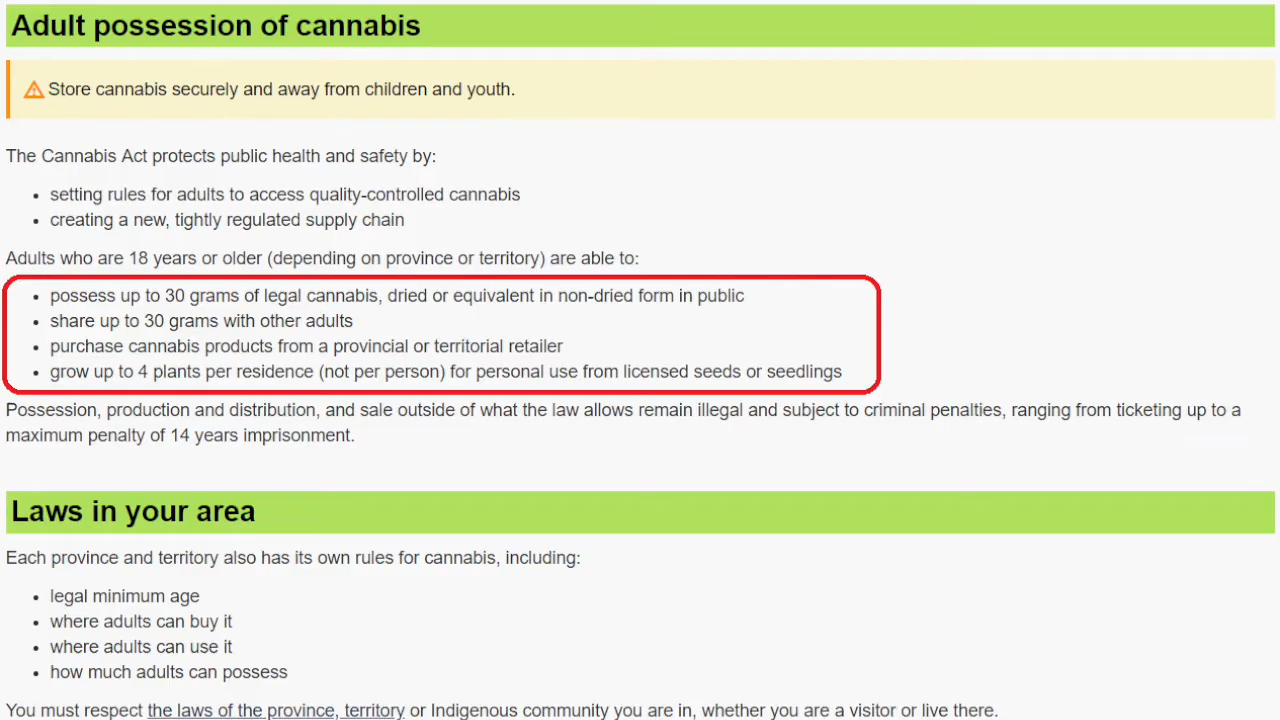 Adult possession of cannabis
Store cannabis securely and away from children and youth.
The Cannabis Act protects public health and safety by:
• setting rules for adults to access quality-controlled cannabis
• creating a new, tightly regulated supply chain
Adults who are 18 years or older (depending on province or territory) are able to:
• possess up to 30 grams of legal cannabis, dried or equivalent in non-dried form in public
• share up to 30 grams with other adults
• purchase cannabis products from a provincial or territorial retailer
• grow up to 4 plants per residence (not per person) for personal use from licensed seeds or seedlings
Possession, production and distribution, and sale outside of what the law allows remain illegal and subject to criminal penalties, ranging from ticketing up to a
maximum penalty of 14 years imprisonment.
Laws in your area
Each province and territory also has its own rules for cannabis, including:
• legal minimum age
• where adults can buy it
• where adults can use it
• how much adults can possess
You must respect the laws of the province, territory or Indigenous community you are in, whether you are a visitor or live there.